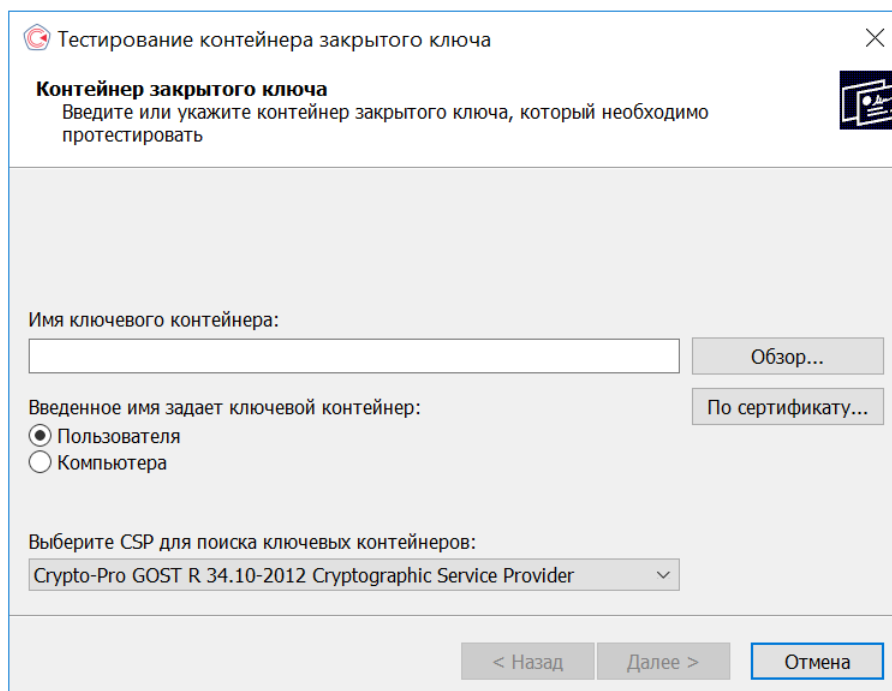 Тестирование контейнера закрытого ключа
Контейнер закрытого ключа
Введите или укажите контейнер закрытого ключа, который необходимо
протестировать
Имя ключевого контейнера:
Обзор...
Введенное имя задает ключевой контейнер:
По сертификату...
Пользователя
Компьютера
Выберите CSP для поиска ключевых контейнеров:
Crypto-Pro GOST R 34.10-2012 Cryptographic Service Provider
< Назад
Далее >
Отмена